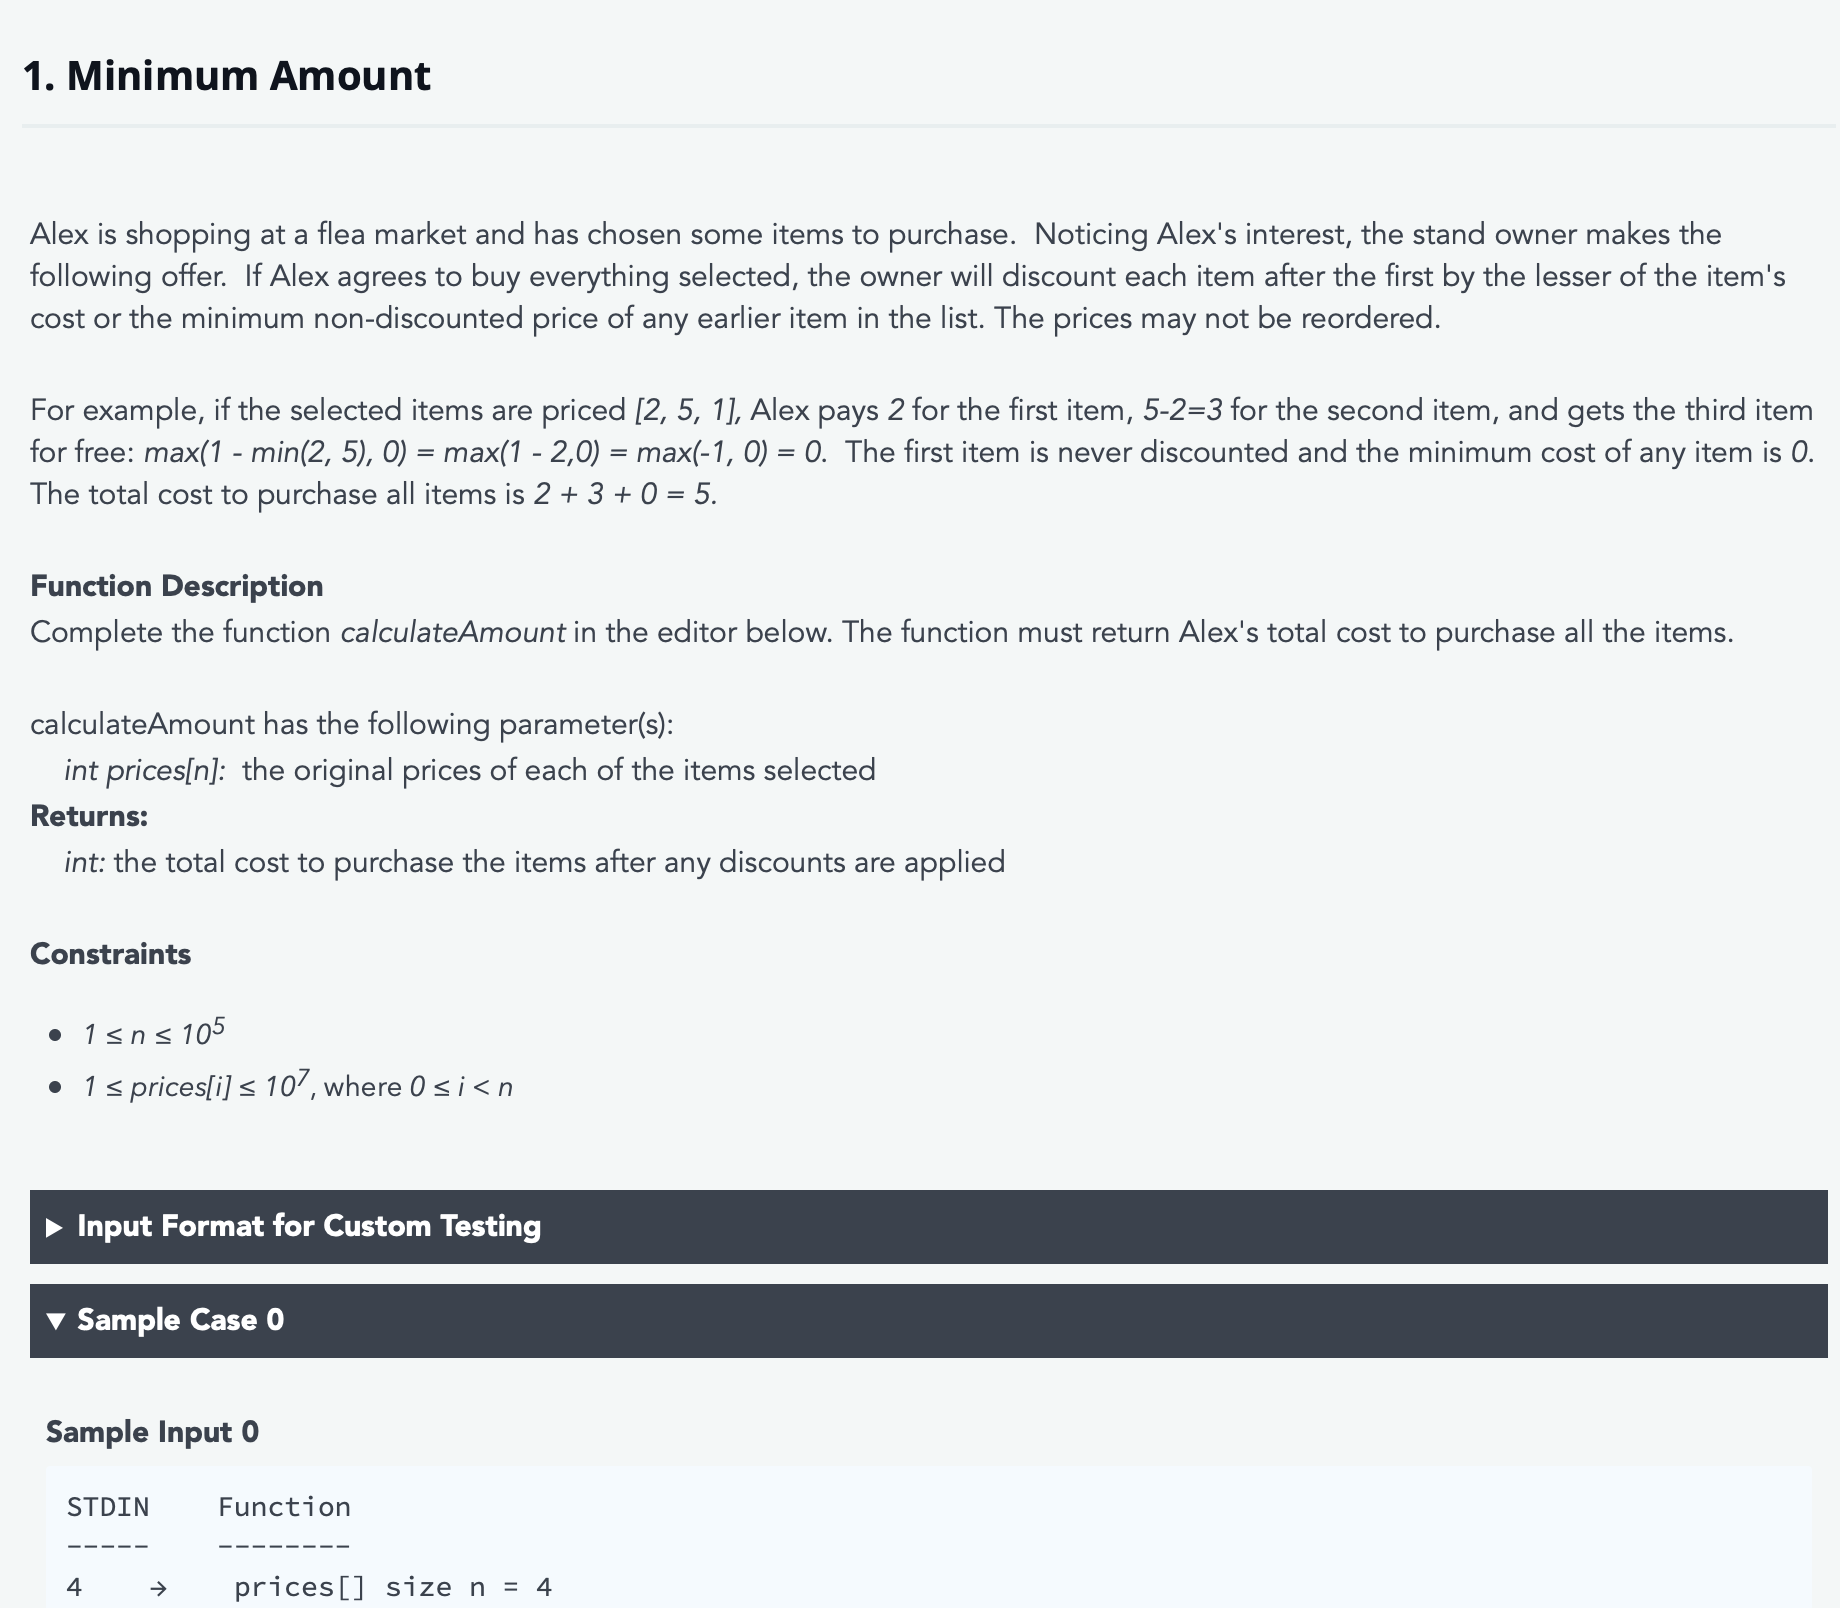 1. Minimum Amount
Alex is shopping at a flea market and has chosen some items to purchase.  Noticing Alex's interest, the stand owner makes the
following offer.  If Alex agrees to buy everything selected, the owner will discount each item after the first by the lesser of the item's
cost or the minimum non-discounted price of any earlier item in the list. The prices may not be reordered.
For example, if the selected items are priced [2, 5, 1], Alex pays 2 for the first item, 5-2=3 for the second item, and gets the third item
for free: max(1 - min(2, 5), 0) = max(1 - 2,0) = max(-1, 0) = 0.  The first item is never discounted and the minimum cost of any item is 0.
The total cost to purchase all items is 2 + 3 + 0 = 5.
Function Description
Complete the function calculateAmount in the editor below. The function must return Alex's total cost to purchase all the items.
calculateAmount has the following parameter(s):
int prices[n]:  the original prices of each of the items selected
Returns:
int: the total cost to purchase the items after any discounts are applied
Constraints
• 1 ≤ n ≤ 10^5
• 1 ≤ prices[i] ≤ 10^7, where 0 ≤ i < n
▶ Input Format for Custom Testing
▼ Sample Case 0
Sample Input 0
STDIN    Function
-----    --------
4    →    prices[] size n = 4